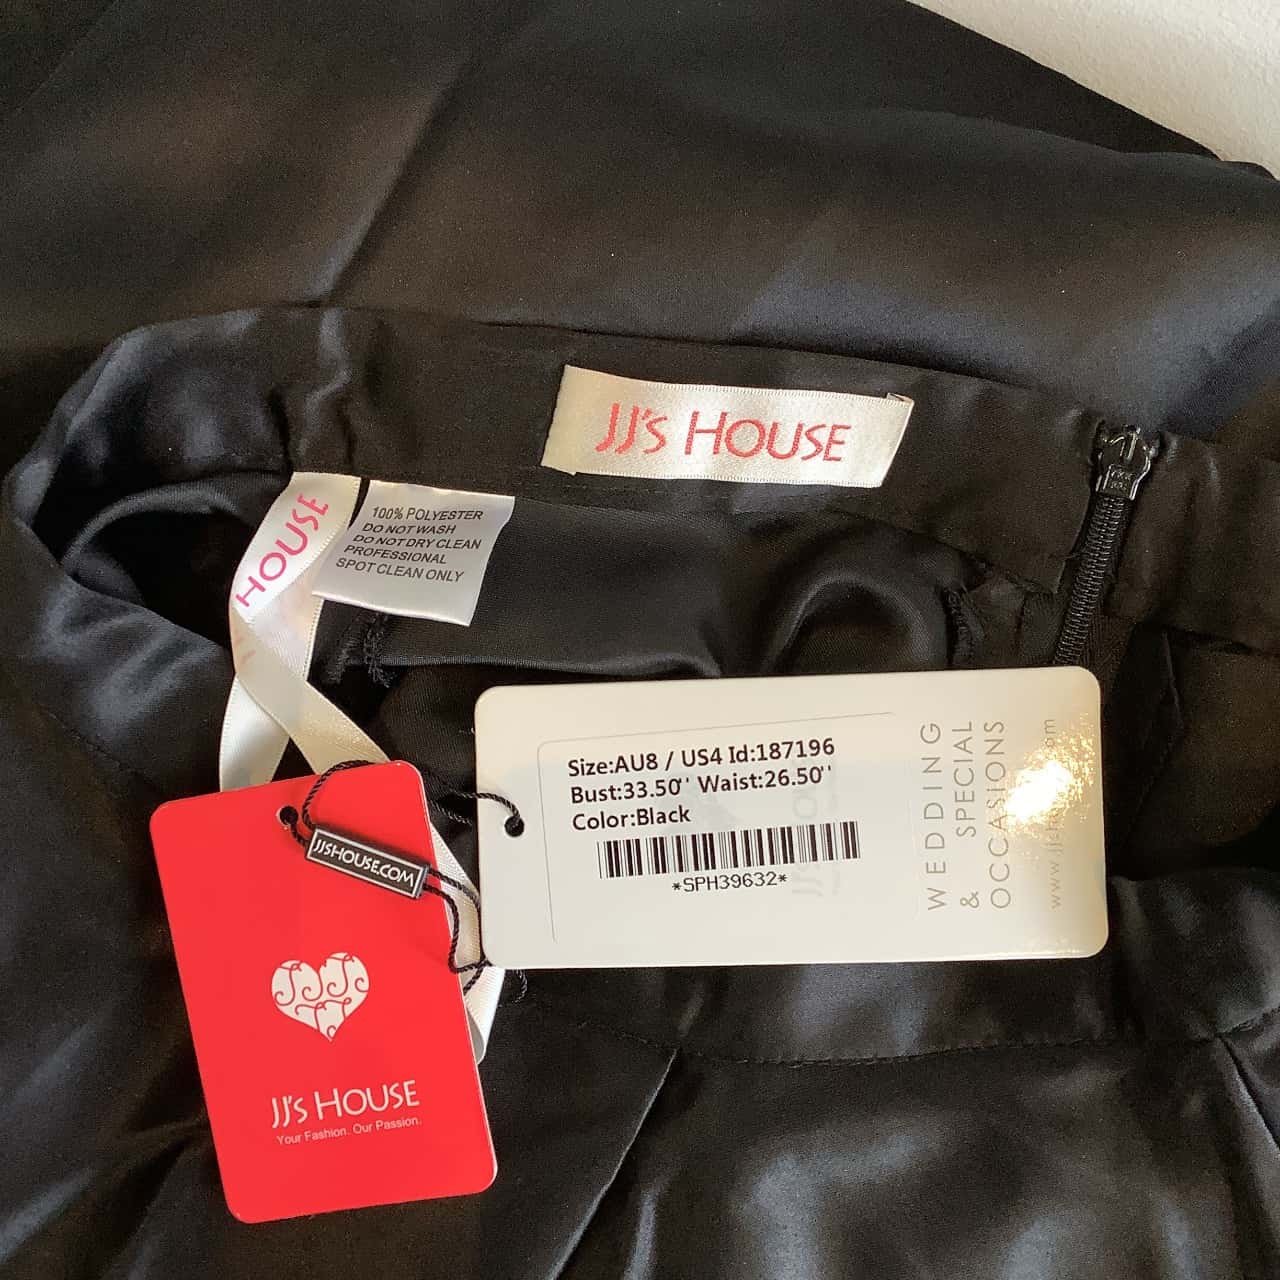 JJ's HOUSE
HOUSE
100% POLYESTER
DO NOT WASH
DO NOT DRY CLEAN
PROFESSIONAL
SPOT CLEAN ONLY
Size:AU8 / US4 Id:187196
Bust:33.50'' Waist:26.50''
Color:Black
*SPH39632*
WEDDING
& SPECIAL
OCCASIONS
JJSHOUSE.COM
JJ's HOUSE
Your Fashion. Our Passion.